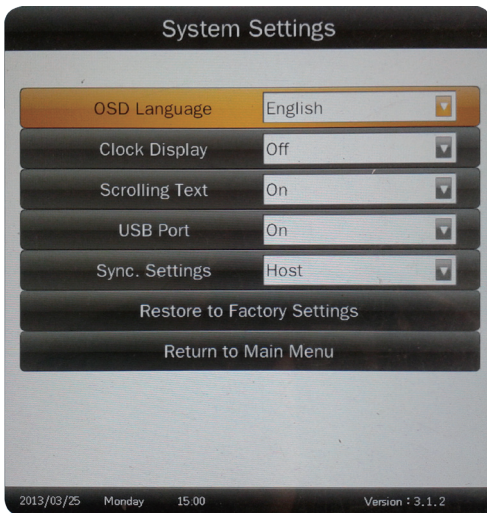 System Settings
OSD Language English
Clock Display Off
Scrolling Text On
USB Port On
Sync. Settings Host
Restore to Factory Settings
Return to Main Menu
2013/03/25 Monday 15:00 Version : 3.1.2